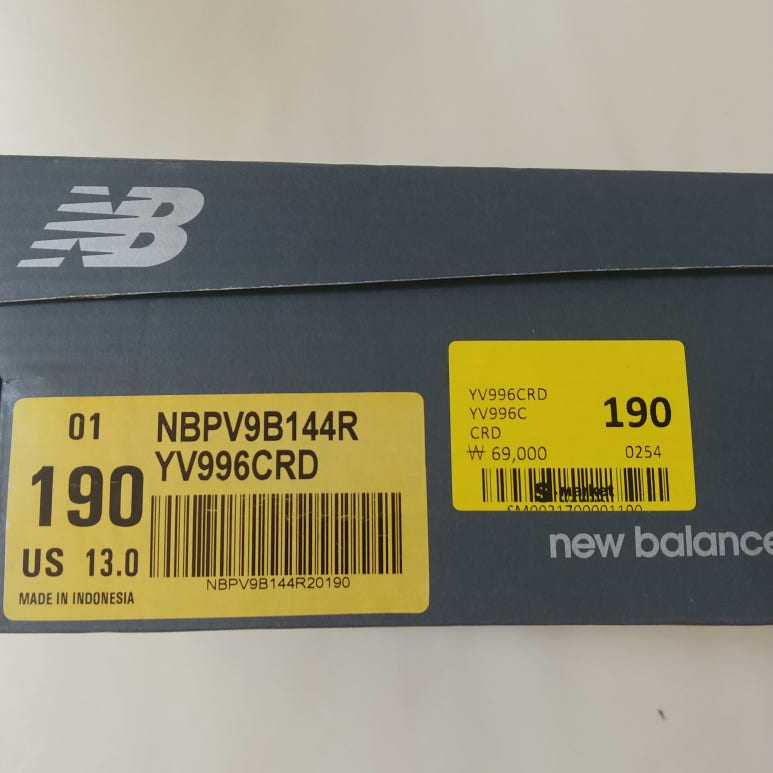 NB
01
NBPV9B144R
YV996CRD
190
US 13.0
NBPV9B144R20190
MADE IN INDONESIA
YV996CRD
YV996C
CRD
190
₩ 69,000
0254
S-Market
new balance